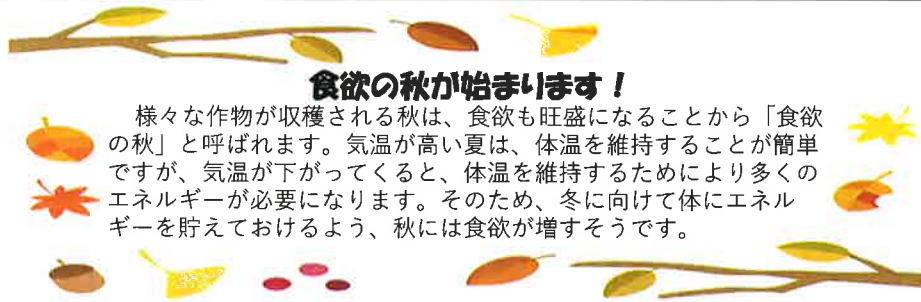 食欲の秋が始まります！
様々な作物が収穫される秋は、食欲も旺盛になることから「食欲
の秋」と呼ばれます。気温が高い夏は、体温を維持することが簡単
ですが、気温が下がってくると、体温を維持するためにより多くの
エネルギーが必要になります。そのため、冬に向けて体にエネル
ギーを貯えておけるよう、秋には食欲が増すそうです。